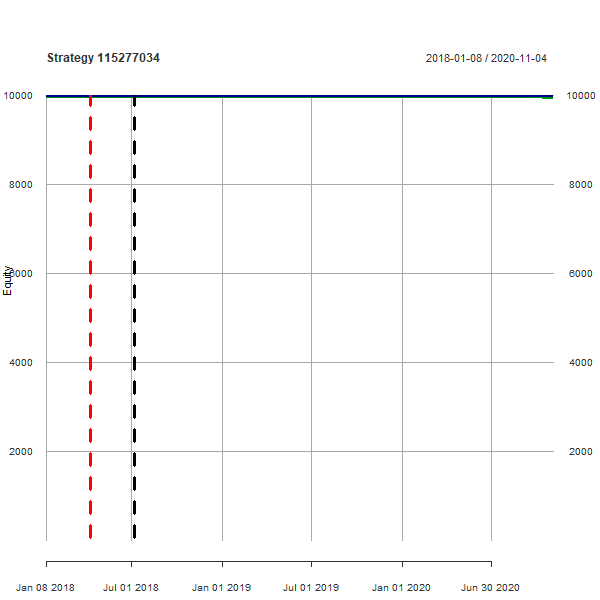 Strategy 115277034
2018-01-08 / 2020-11-04
10000 10000
8000 8000
6000 6000
4000 4000
2000 2000
Equity
Jan 08 2018 Jul 01 2018 Jan 01 2019 Jul 01 2019 Jan 01 2020 Jun 30 2020